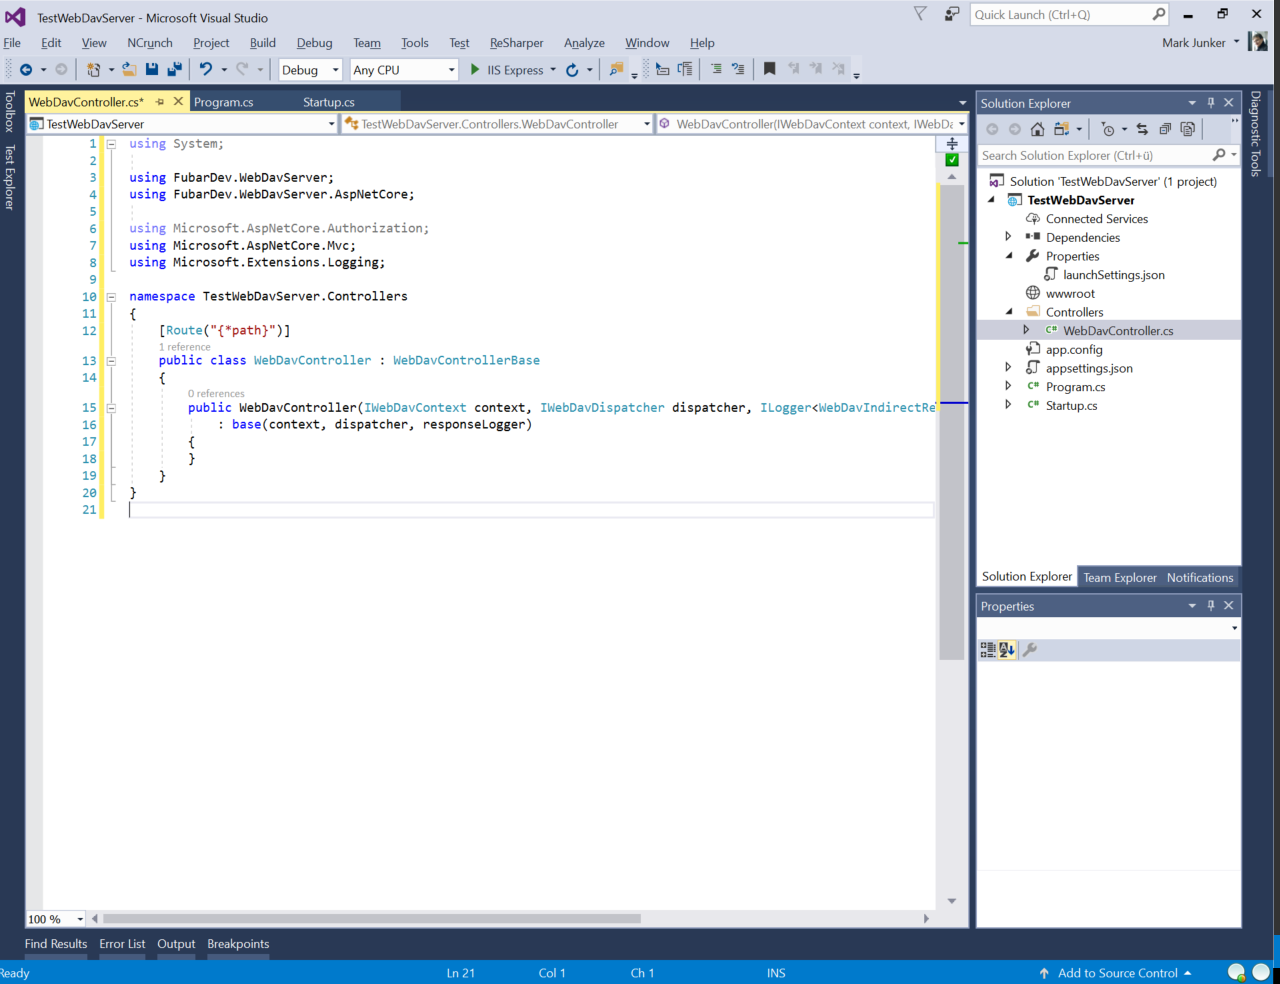 TestWebDavServer - Microsoft Visual Studio
Quick Launch (Ctrl+Q)
File Edit View NCrunch Project Build Debug Team Tools Test ReSharper Analyze Window Help
Mark Junker
Debug Any CPU IIS Express
Toolbox
Test Explorer
WebDavController.cs* Program.cs Startup.cs
TestWebDavServer TestWebDavServer.Controllers.WebDavController WebDavController(IWebDavContext context, IWebDa
1 using System;
2
3 using FubarDev.WebDavServer;
4 using FubarDev.WebDavServer.AspNetCore;
5
6 using Microsoft.AspNetCore.Authorization;
7 using Microsoft.AspNetCore.Mvc;
8 using Microsoft.Extensions.Logging;
9
10 namespace TestWebDavServer.Controllers
11 {
12 [Route("{*path}")]
1 reference
13 public class WebDavController : WebDavControllerBase
14 {
0 references
15 public WebDavController(IWebDavContext context, IWebDavDispatcher dispatcher, ILogger<WebDavIndirectRe
16 : base(context, dispatcher, responseLogger)
17 {
18 }
19 }
20 }
21
100 %
Solution Explorer
Search Solution Explorer (Ctrl+ü)
Solution 'TestWebDavServer' (1 project)
TestWebDavServer
Connected Services
Dependencies
Properties
launchSettings.json
wwwroot
Controllers
C# WebDavController.cs
app.config
appsettings.json
C# Program.cs
C# Startup.cs
Solution Explorer Team Explorer Notifications
Properties
Diagnostic Tools
Find Results Error List Output Breakpoints
Ready Ln 21 Col 1 Ch 1 INS Add to Source Control